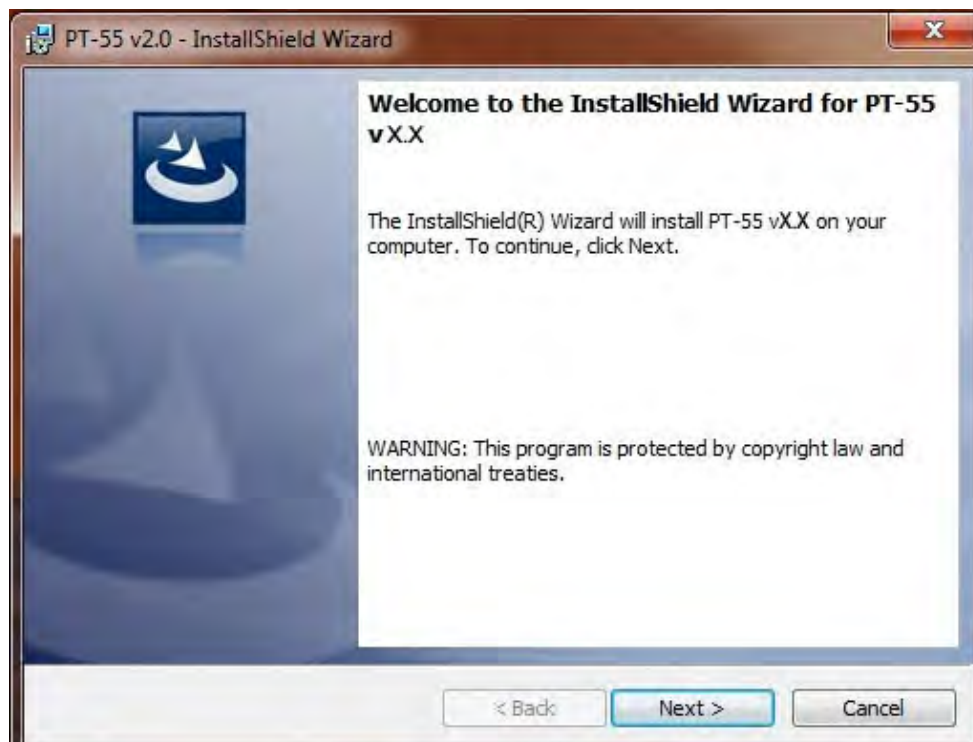 PT-55 v2.0 - InstallShield Wizard
X
Welcome to the InstallShield Wizard for PT-55
vX.X
The InstallShield(R) Wizard will install PT-55 vX.X on your
computer. To continue, click Next.
WARNING: This program is protected by copyright law and
international treaties.
< Back
Next >
Cancel